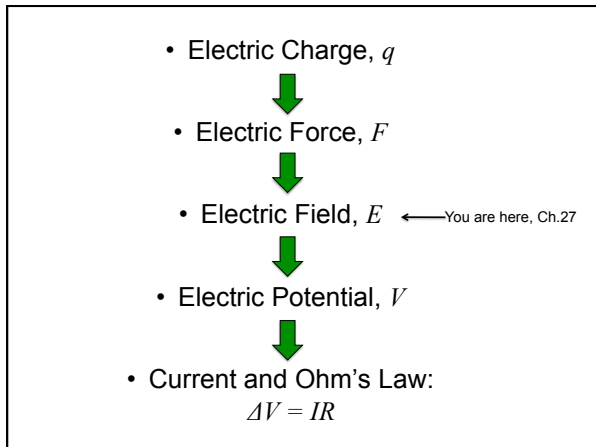 • Electric Charge, q
• Electric Force, F
• Electric Field, E You are here, Ch.27
• Electric Potential, V
• Current and Ohm’s Law:
ΔV = IR